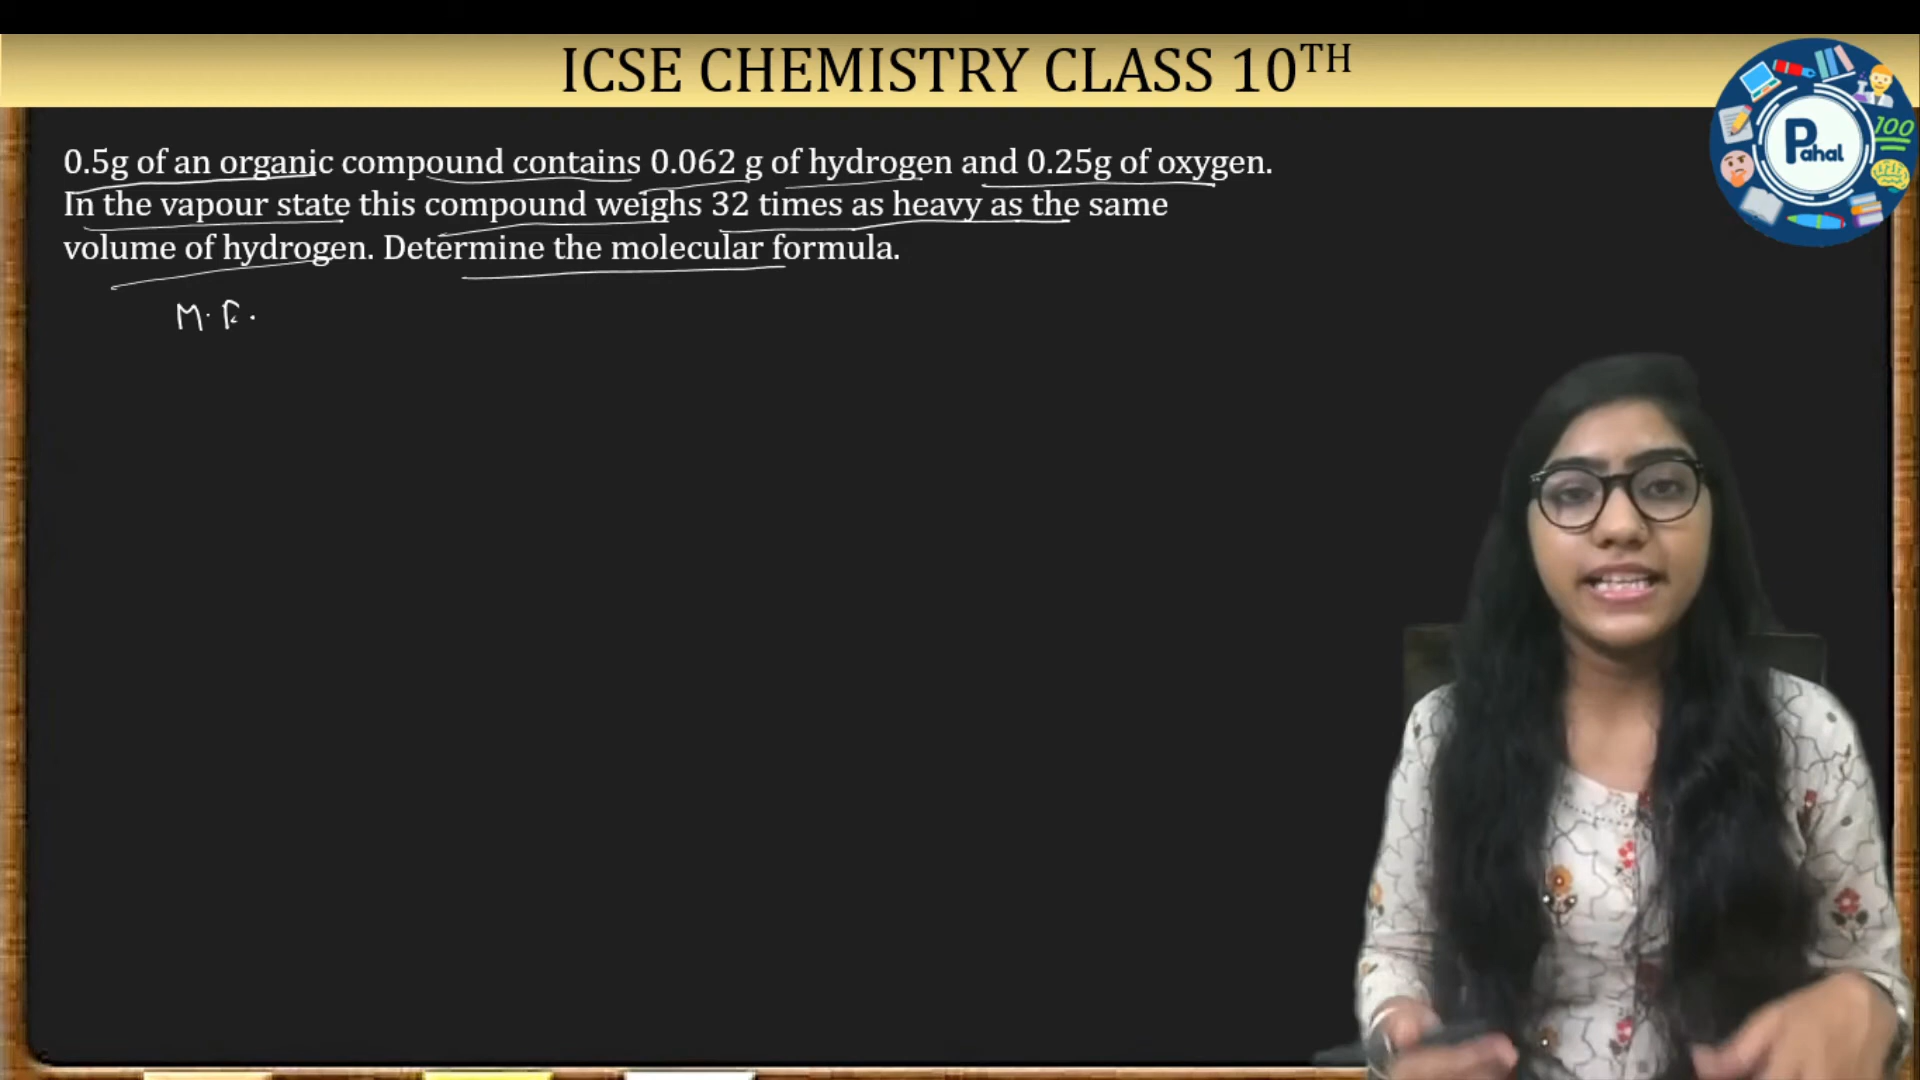 ICSE CHEMISTRY CLASS 10TH
Pahal
100
0.5g of an organic compound contains 0.062 g of hydrogen and 0.25g of oxygen.
In the vapour state this compound weighs 32 times as heavy as the same
volume of hydrogen. Determine the molecular formula.
M. F.